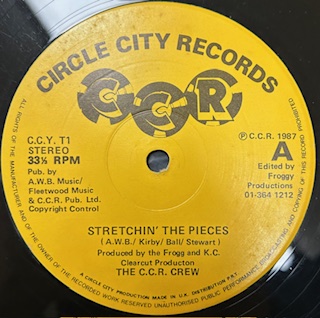 CIRCLE CITY RECORDS
CCR
C.C.Y. T1
STEREO
33⅓ RPM
Pub. by
A.W.B. Music/
Fleetwood Music
& C.C.R. Pub. Ltd.
Copyright Control
Ⓟ C.C.R. 1987
A
Edited by
Froggy
Productions
01-364 1212
STRETCHIN' THE PIECES
(A.W.B./ Kirby/ Ball/ Stewart)
Produced by the Frogg and K.C.
Clearcut Producton
THE C.C.R. CREW
A CIRCLE CITY PRODUCTION MADE IN U.K. DISTRIBUTION P.R.T.
ALL RIGHTS OF THE MANUFACTURER AND OF THE OWNER OF THE RECORDED WORK RESERVED UNAUTHORISED PUBLIC PERFORMANCE BROADCASTING AND COPYING OF THIS RECORD PROHIBITED.